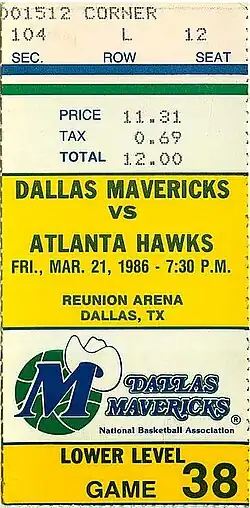 001512 CORNER
104 L 12
SEC. ROW SEAT
PRICE 11.31
TAX 0.69
TOTAL 12.00
DALLAS MAVERICKS
VS
ATLANTA HAWKS
FRI., MAR. 21, 1986 - 7:30 P.M.
REUNION ARENA
DALLAS, TX
M
DALLAS
MAVERICKS®
National Basketball Association
LOWER LEVEL
GAME 38